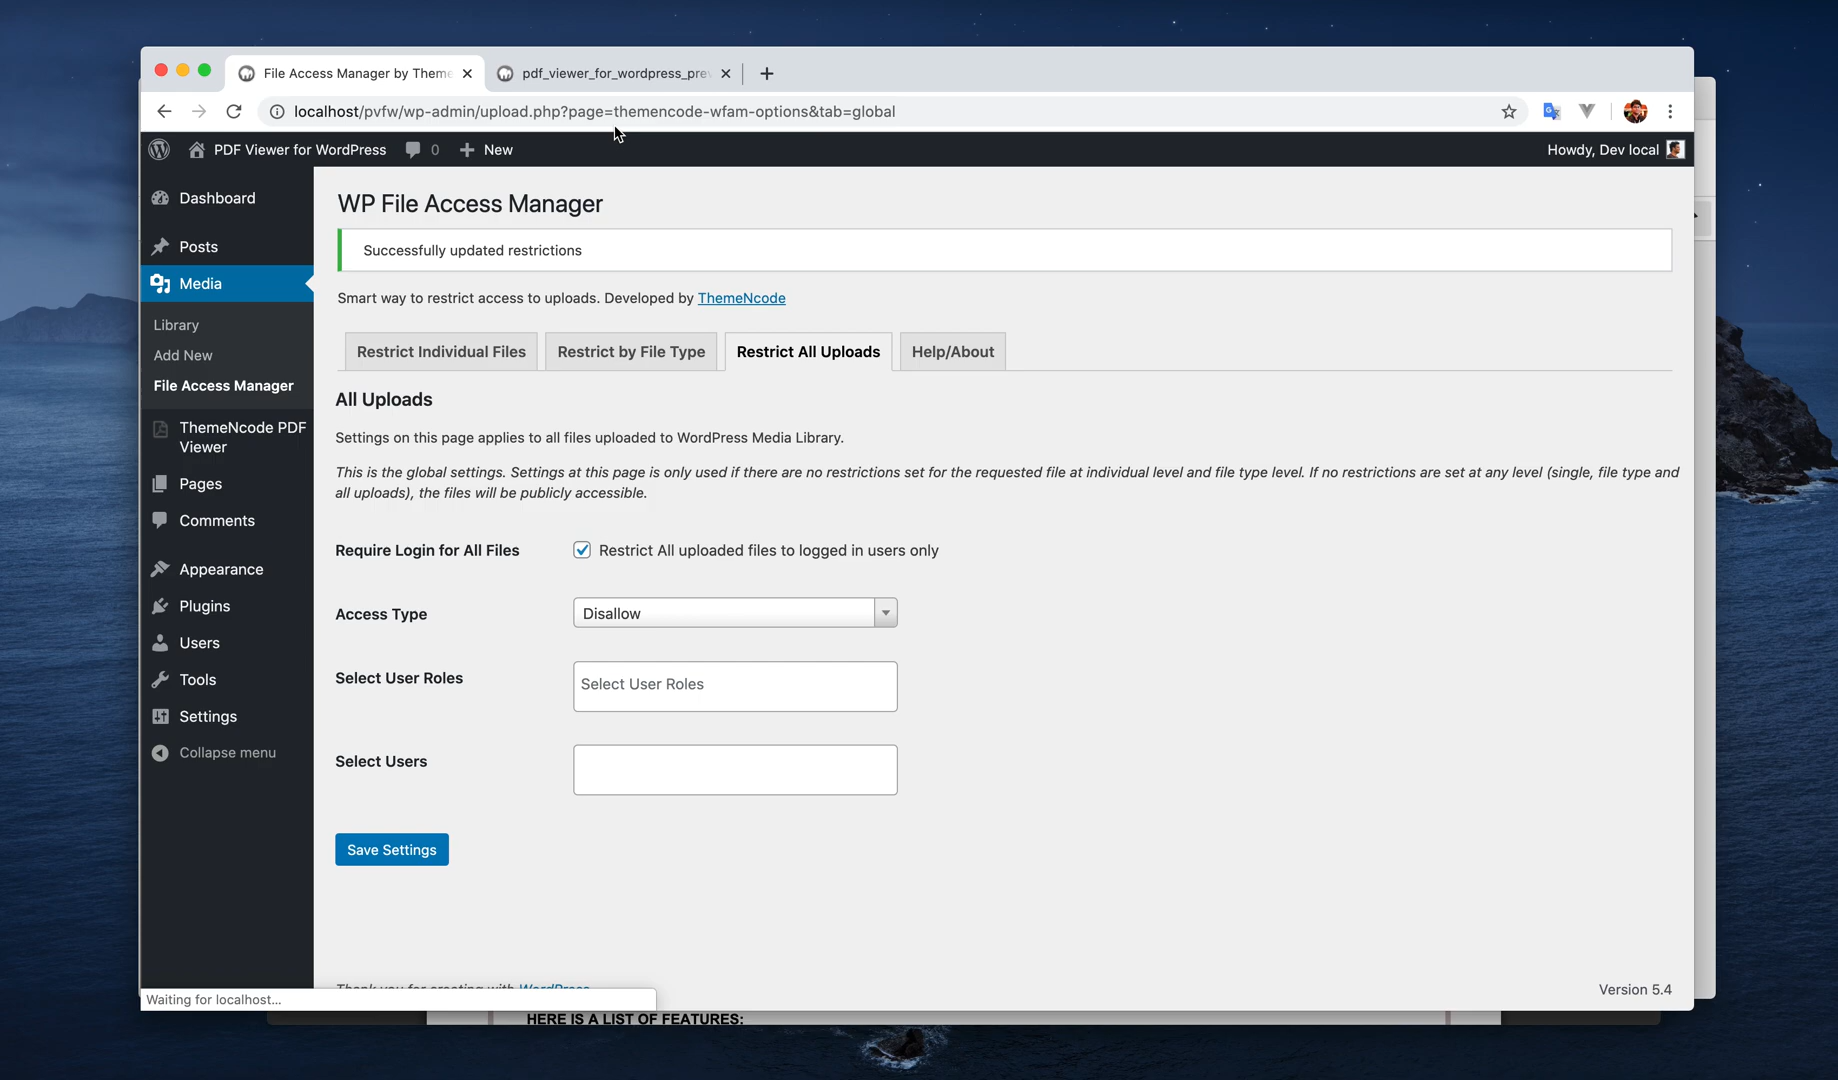 File Access Manager by Theme
pdf_viewer_for_wordpress_prev
localhost/pvfw/wp-admin/upload.php?page=themencode-wfam-options&tab=global
PDF Viewer for WordPress
0
New
Howdy, Dev local
Dashboard
Posts
Media
Library
Add New
File Access Manager
ThemeNcode PDF
Viewer
Pages
Comments
Appearance
Plugins
Users
Tools
Settings
Collapse menu
WP File Access Manager
Successfully updated restrictions
Smart way to restrict access to uploads. Developed by ThemeNcode
Restrict Individual Files
Restrict by File Type
Restrict All Uploads
Help/About
All Uploads
Settings on this page applies to all files uploaded to WordPress Media Library.
This is the global settings. Settings at this page is only used if there are no restrictions set for the requested file at individual level and file type level. If no restrictions are set at any level (single, file type and
all uploads), the files will be publicly accessible.
Require Login for All Files
Restrict All uploaded files to logged in users only
Access Type
Disallow
Select User Roles
Select User Roles
Select Users
Save Settings
Thank you for creating with WordPress
Version 5.4
Waiting for localhost...
HERE IS A LIST OF FEATURES: